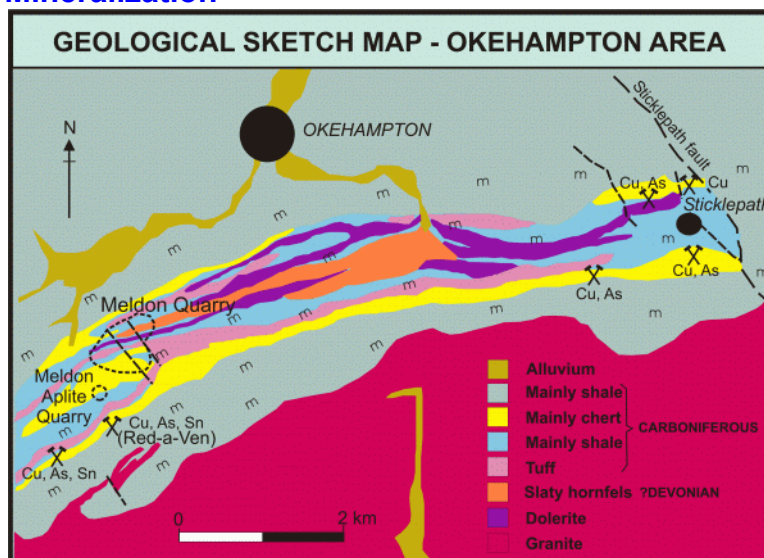 Mineralization
GEOLOGICAL SKETCH MAP - OKEHAMPTON AREA
N
OKEHAMPTON
Sticklepath fault
m
m
m
m
Cu, As
Cu
Sticklepath
m
m
m
Cu, As
Cu, As
m
m
Meldon Quarry
m
m
m
m
m
Meldon
Aplite
Quarry
m
Cu, As, Sn
(Red-a-Ven)
m
Cu, As, Sn
m
m
0
2 km
Alluvium
Mainly shale
Mainly chert
CARBONIFEROUS
Mainly shale
Tuff
Slaty hornfels ?DEVONIAN
Dolerite
Granite